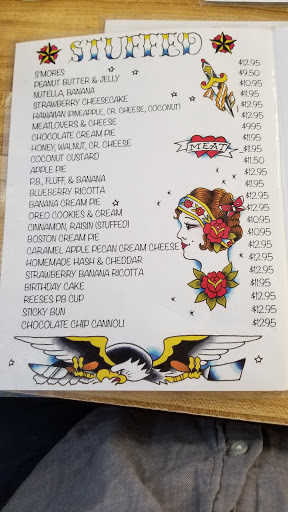 STUFFED
S'MORES $12.95
PEANUT BUTTER & JELLY $9.50
NUTELLA, BANANA $10.95
STRAWBERRY CHEESECAKE $11.95
HAWAIIAN (PINEAPPLE, CR. CHEESE, COCONUT) $12.95
MEATLOVERS & CHEESE $12.95
CHOCOLATE CREAM PIE $9.95
HONEY, WALNUT, CR. CHEESE $11.95
MEAT
COCONUT CUSTARD $11.95
APPLE PIE $11.50
P.B., FLUFF, & BANANA $12.95
BLUEBERRY RICOTTA $11.95
BANANA CREAM PIE $12.95
OREO COOKIES & CREAM $12.95
CINNAMON, RAISIN (STUFFED) $10.95
BOSTON CREAM PIE $10.95
CARAMEL APPLE PECAN CREAM CHEESE $12.95
HOMEMADE HASH & CHEDDAR $12.95
STRAWBERRY BANANA RICOTTA $12.95
BIRTHDAY CAKE $11.95
REESES PB CUP $12.95
STICKY BUN $12.95
CHOCOLATE CHIP CANNOLI $12.95